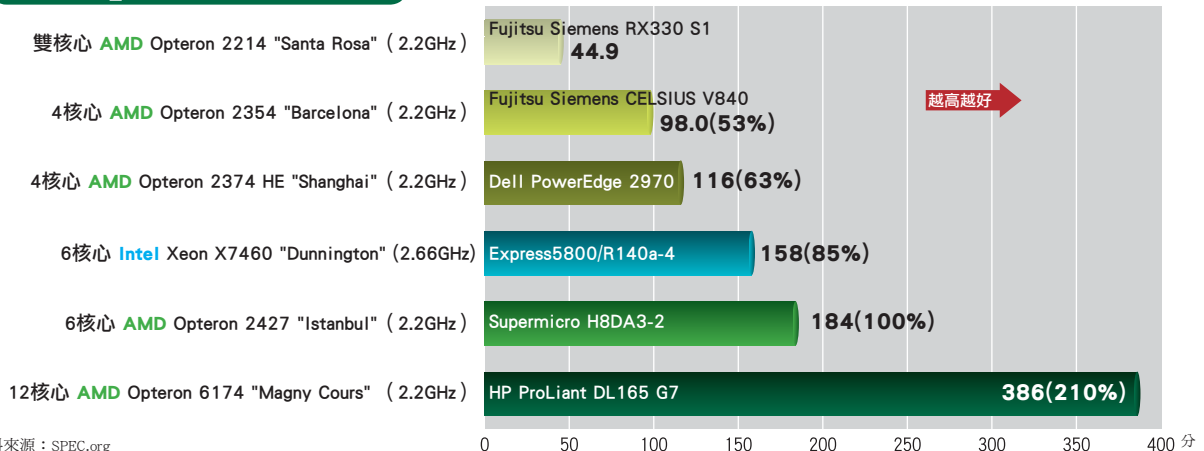 雙核心 AMD Opteron 2214 "Santa Rosa" ( 2.2GHz )
Fujitsu Siemens RX330 S1
44.9
4核心 AMD Opteron 2354 "Barcelona" ( 2.2GHz )
Fujitsu Siemens CELSIUS V840
98.0(53%)
越高越好
4核心 AMD Opteron 2374 HE "Shanghai" ( 2.2GHz )
Dell PowerEdge 2970
116(63%)
6核心 Intel Xeon X7460 "Dunnington" (2.66GHz)
Express5800/R140a-4
158(85%)
6核心 AMD Opteron 2427 "Istanbul" ( 2.2GHz )
Supermicro H8DA3-2
184(100%)
12核心 AMD Opteron 6174 "Magny Cours" ( 2.2GHz )
HP ProLiant DL165 G7
386(210%)
來源：SPEC.org
0 50 100 150 200 250 300 350 400 分